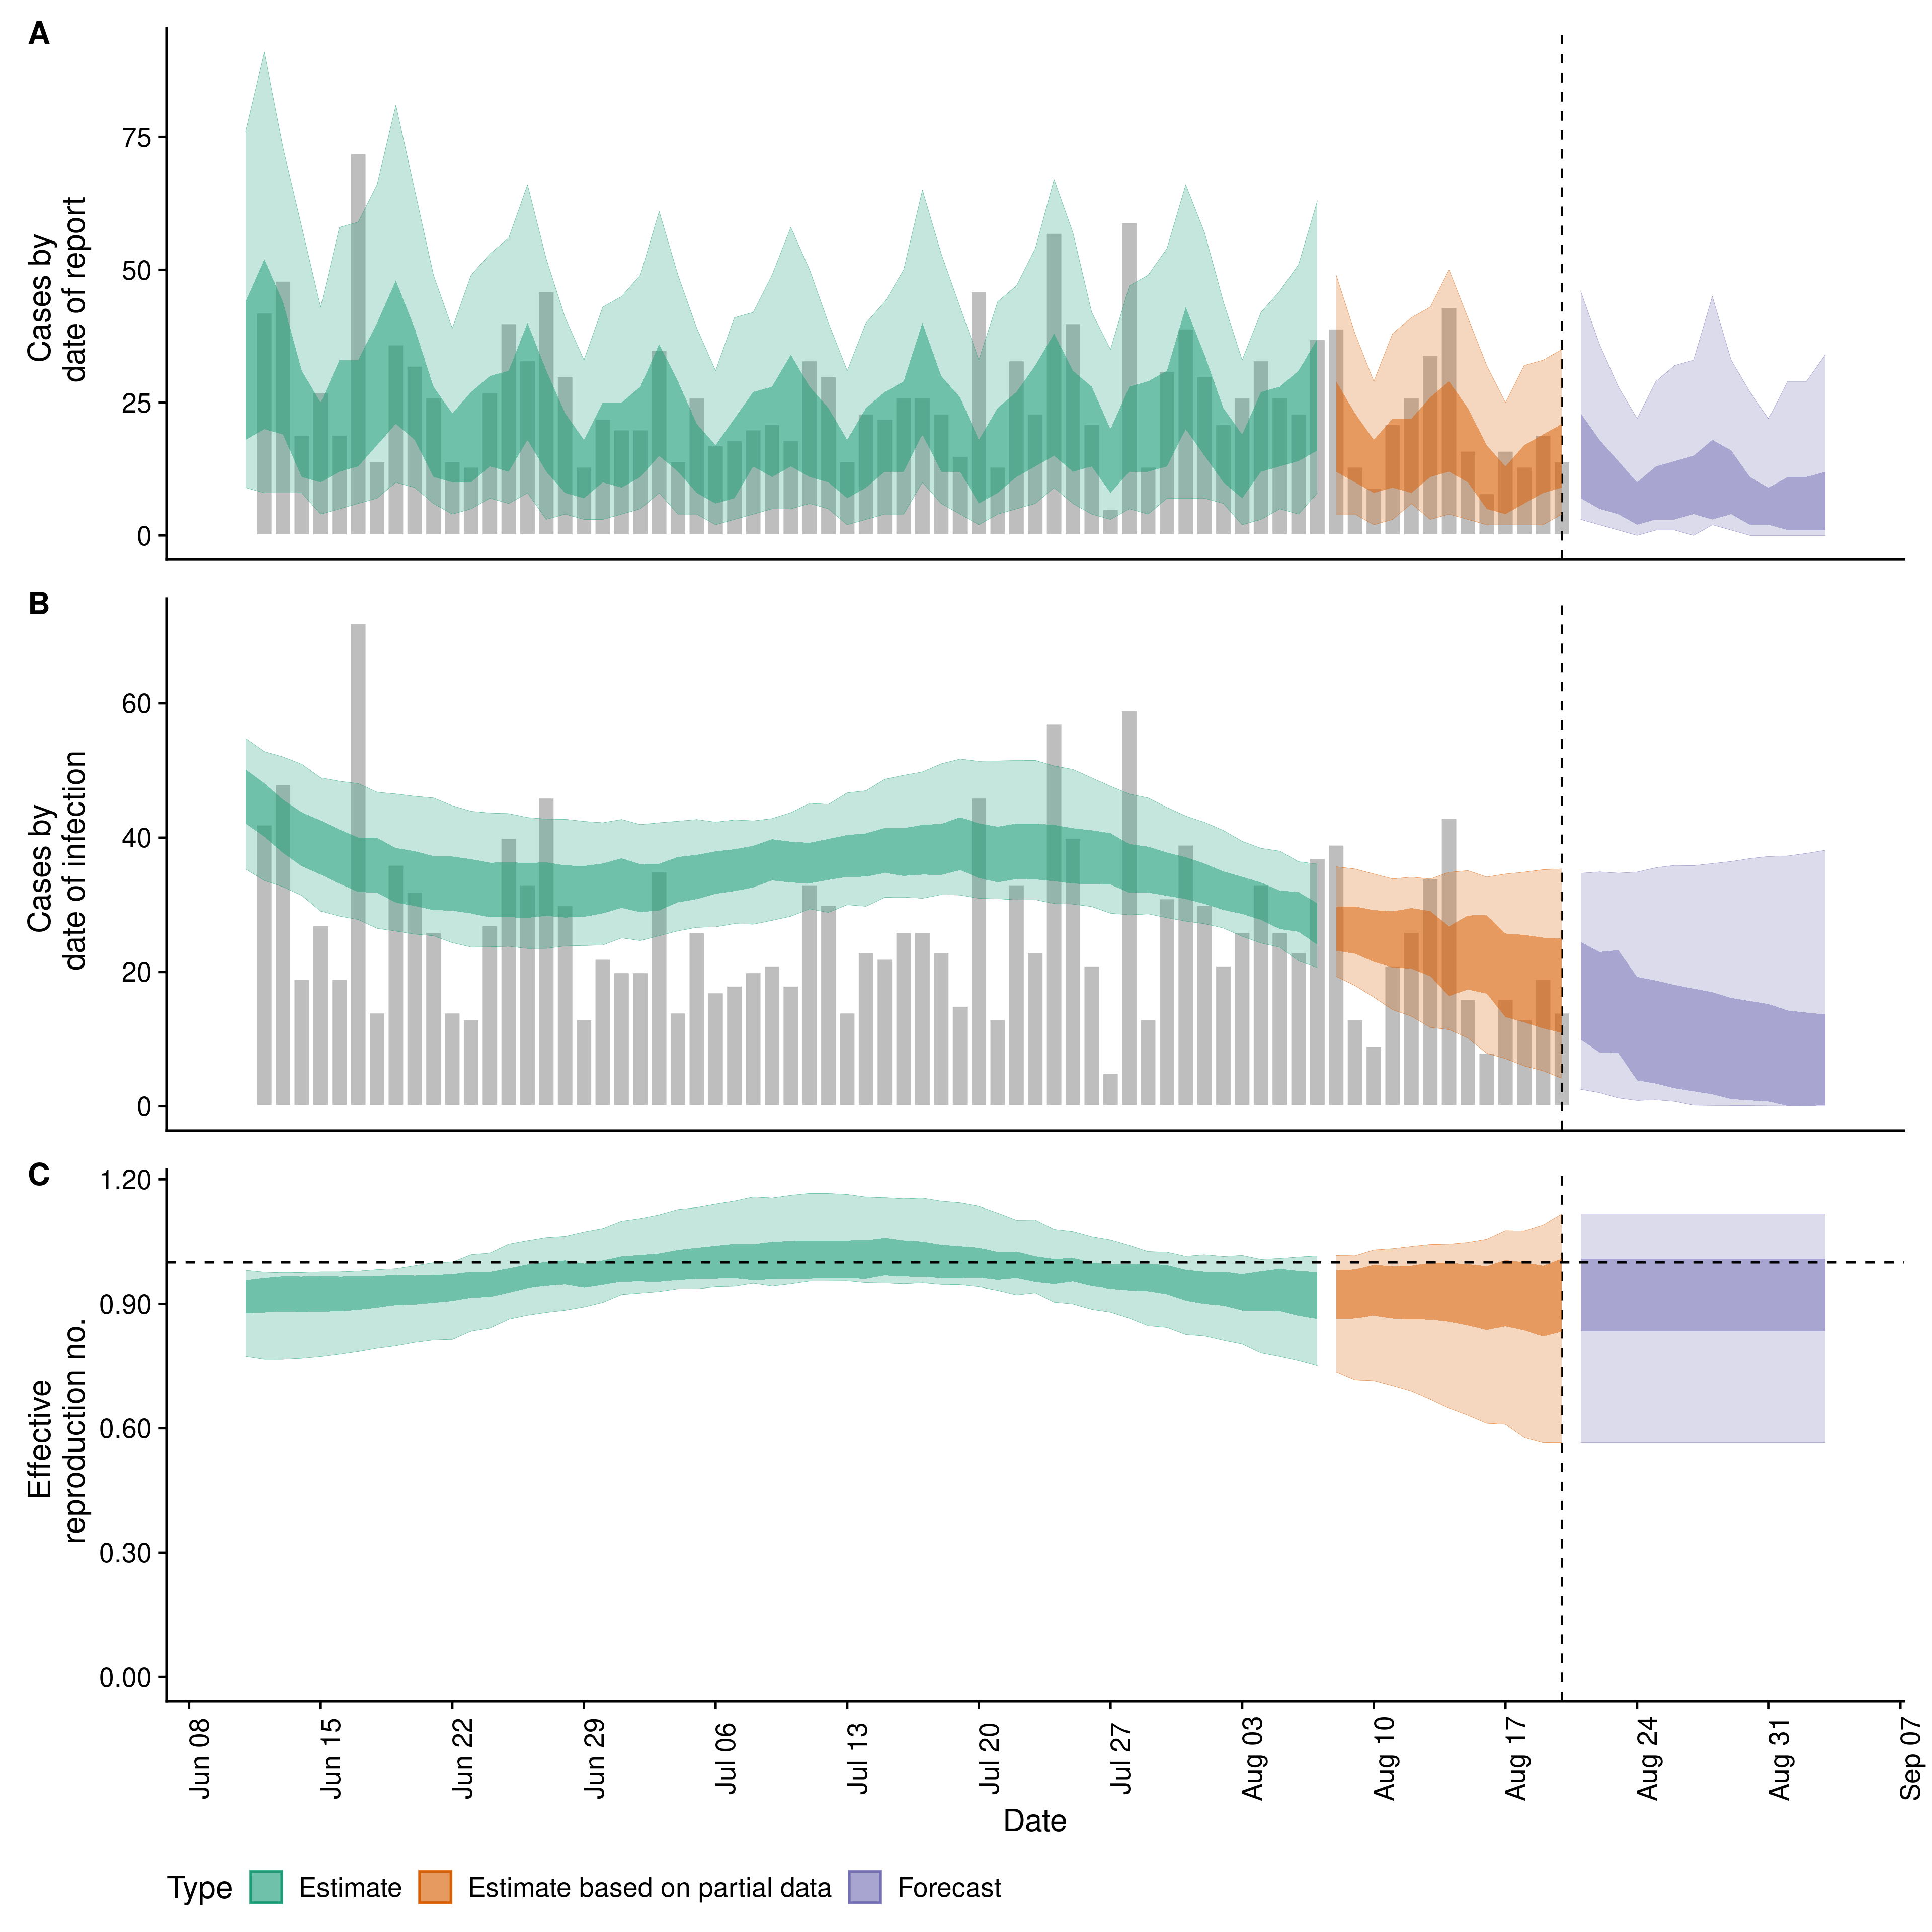 A
Cases by
date of report
75
50
25
0
B
Cases by
date of infection
60
40
20
0
C
Effective
reproduction no.
1.20
0.90
0.60
0.30
0.00
Jun 08
Jun 15
Jun 22
Jun 29
Jul 06
Jul 13
Jul 20
Jul 27
Aug 03
Aug 10
Aug 17
Aug 24
Aug 31
Sep 07
Date
Type Estimate Estimate based on partial data Forecast